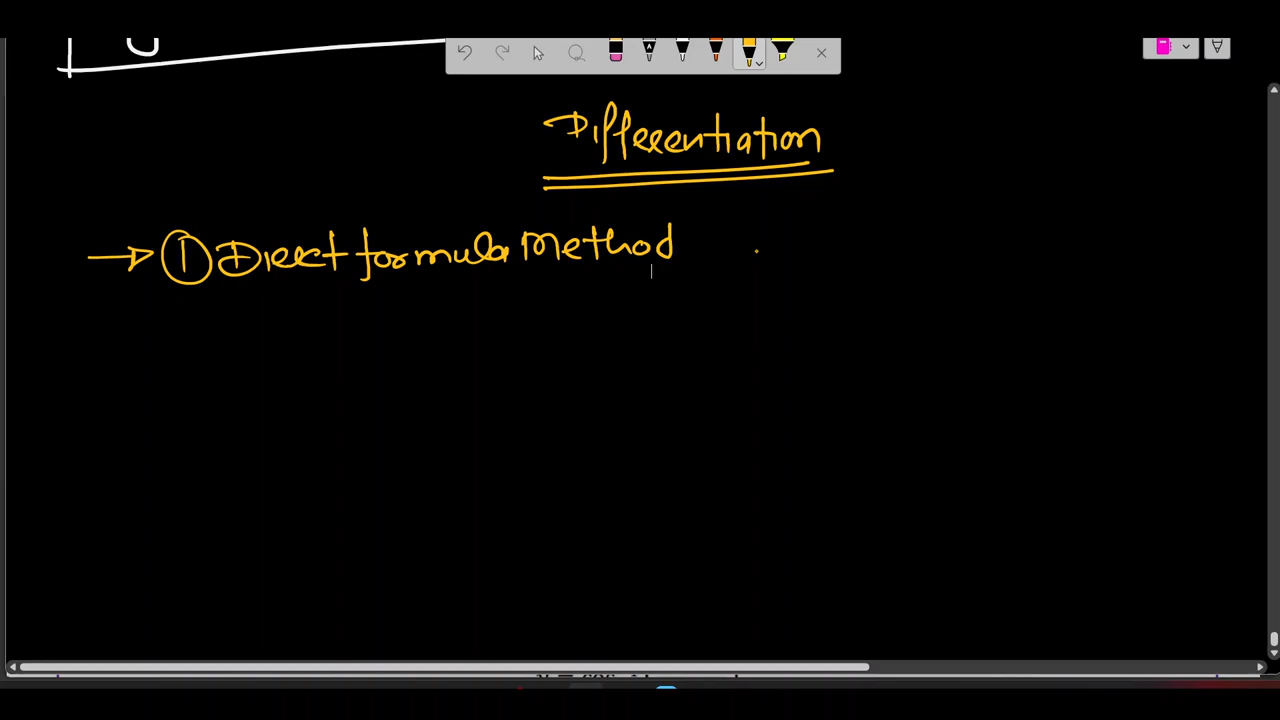 Differentiation
→ ① Direct formula Method